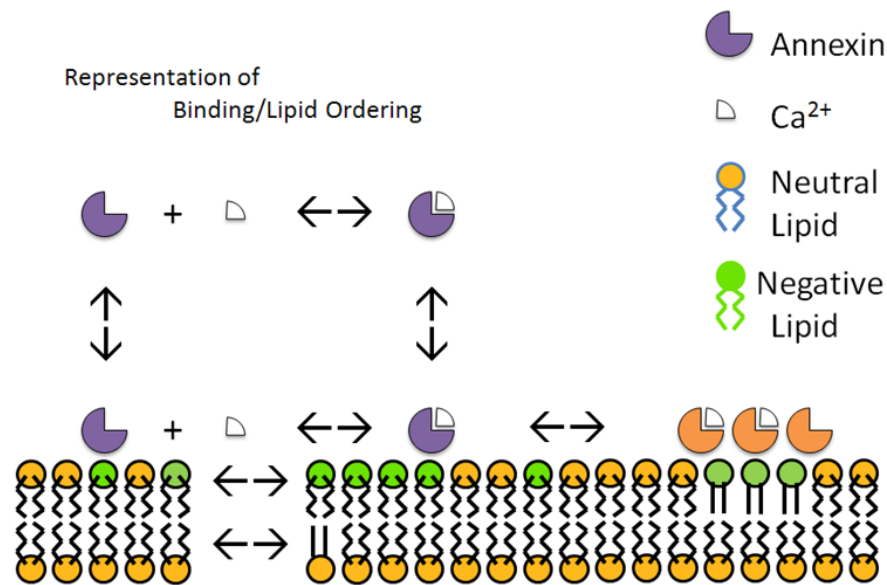 Representation of
Binding/Lipid Ordering
Annexin
Ca²⁺
Neutral
Lipid
Negative
Lipid
+
+